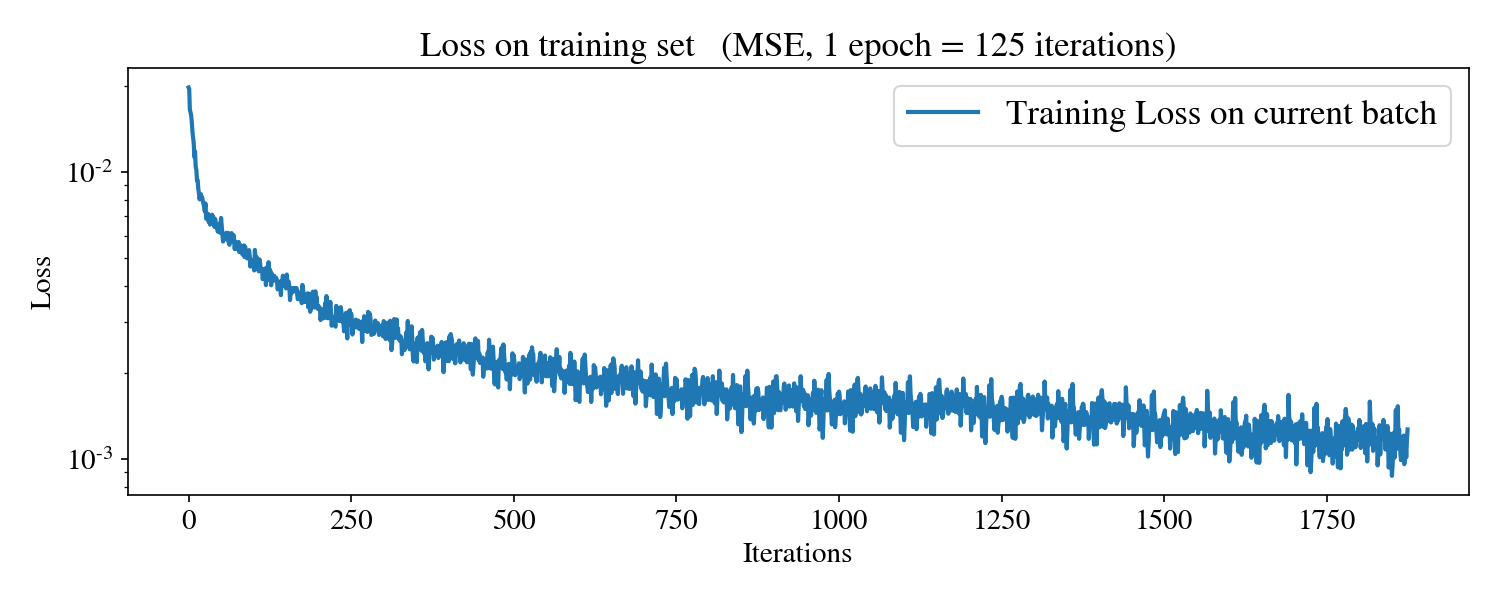 Loss on training set   (MSE, 1 epoch = 125 iterations)
Training Loss on current batch
10⁻²
10⁻³
Loss
0 250 500 750 1000 1250 1500 1750
Iterations